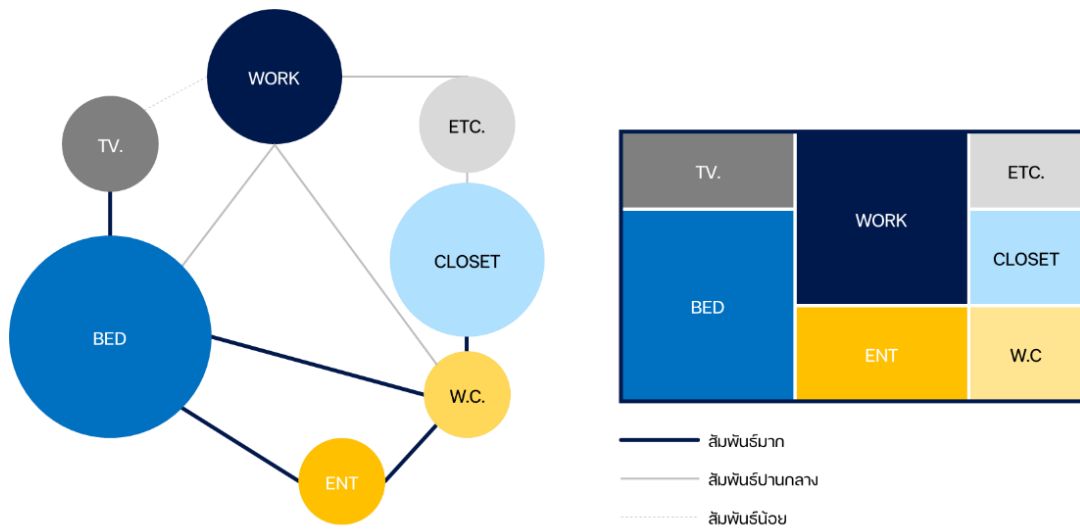 WORK
TV.
ETC.
CLOSET
BED
W.C.
ENT
TV.
WORK
ETC.
CLOSET
BED
ENT
W.C
สัมพันธ์มาก
สัมพันธ์ปานกลาง
สัมพันธ์น้อย